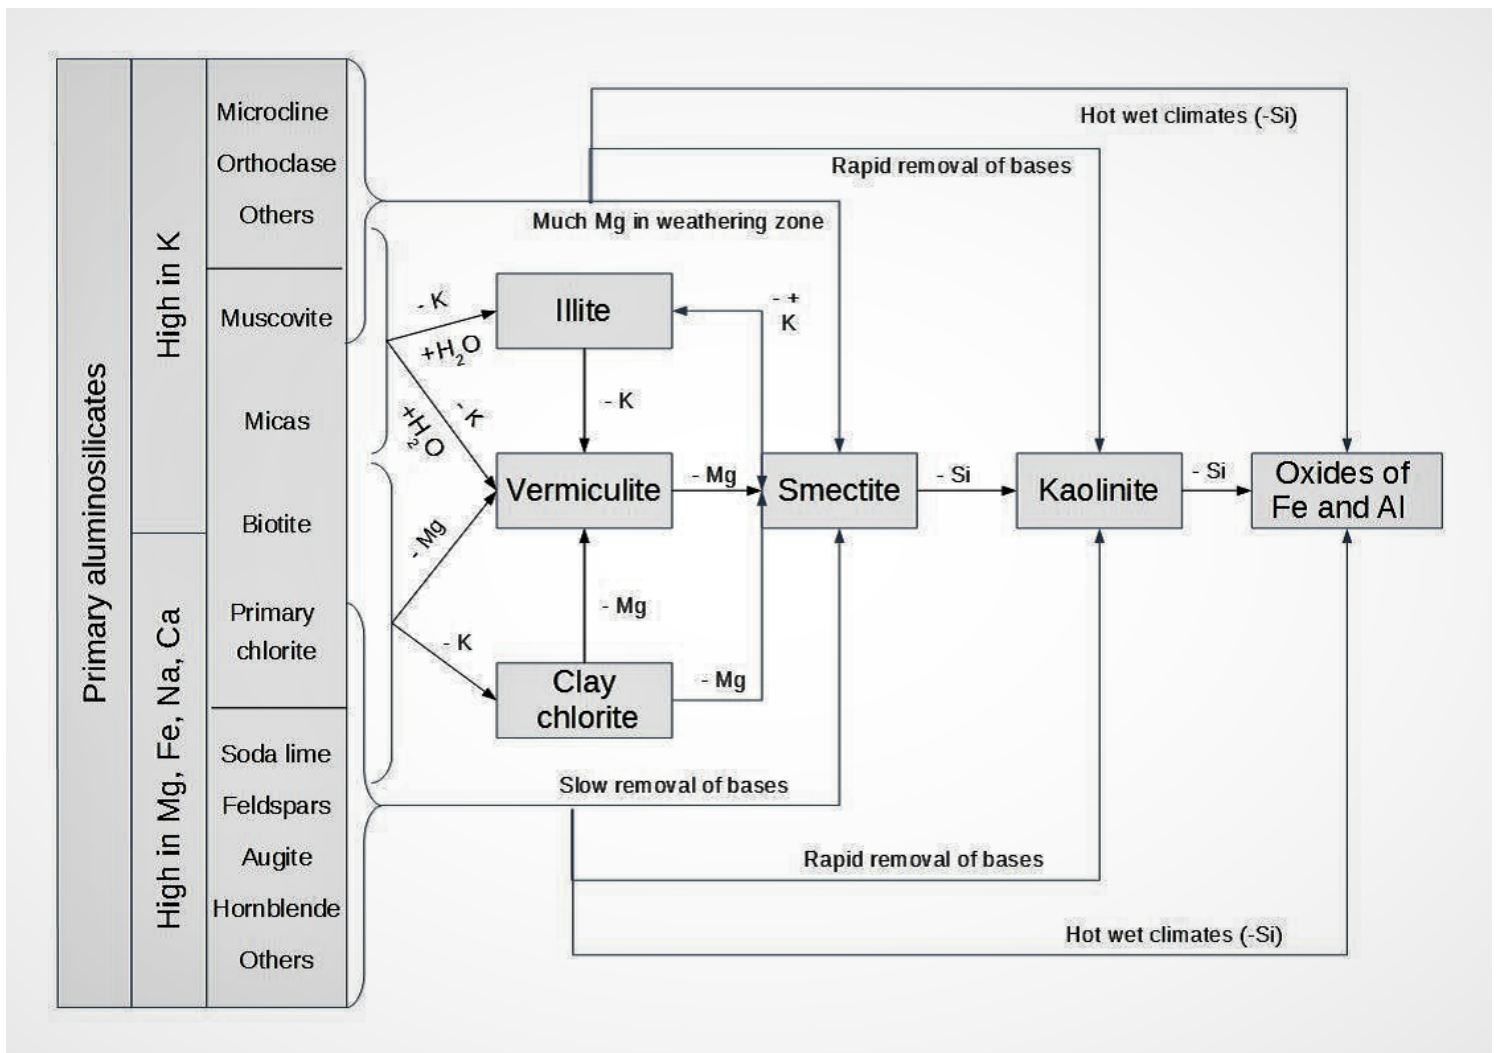 Primary aluminosilicates
High in K
High in Mg, Fe, Na, Ca
Microcline
Orthoclase
Others
Muscovite
Micas
Biotite
Primary
chlorite
Soda lime
Feldspars
Augite
Hornblende
Others
Hot wet climates (-Si)
Rapid removal of bases
Much Mg in weathering zone
- K
+H₂O
- K
+H₂O
Illite
- +
K
- K
Vermiculite
- Mg
Smectite
- Si
Kaolinite
- Si
Oxides of
Fe and Al
- Mg
- K
- Mg
Clay
chlorite
- Mg
Slow removal of bases
Rapid removal of bases
Hot wet climates (-Si)